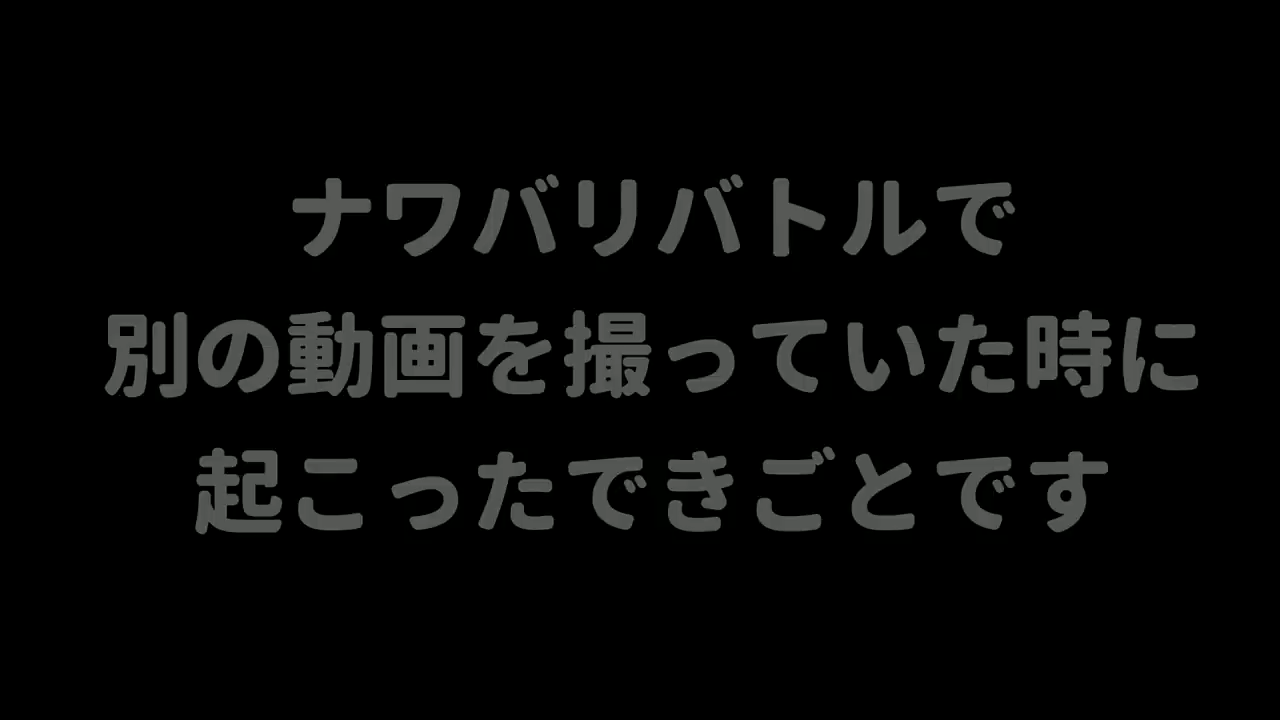 ナワバリバトルで
別の動画を撮っていた時に
起こったできごとです